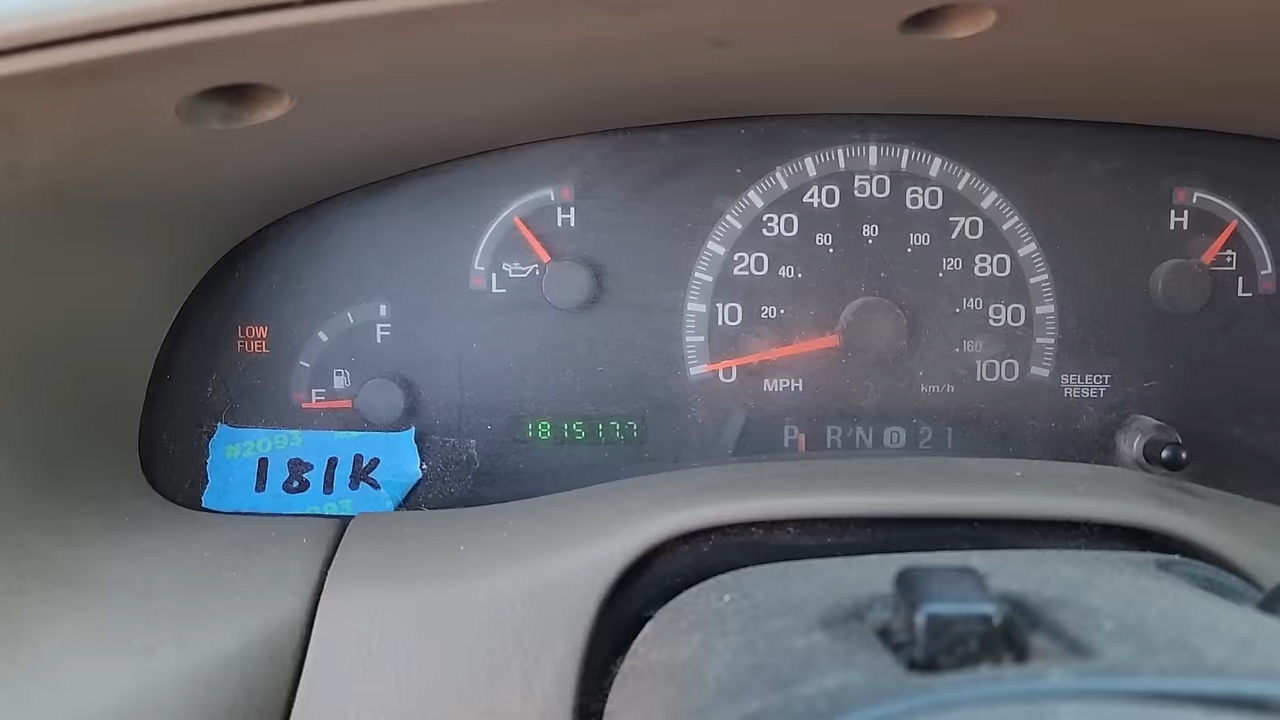 H
L
LOW
FUEL
F
E
#2093
181K
093
181517.7
0 10 20 30 40 50 60 70 80 90 100
20 40 60 80 100 120 140 160
MPH
km/h
P R N D 2 1
SELECT
RESET
H
L